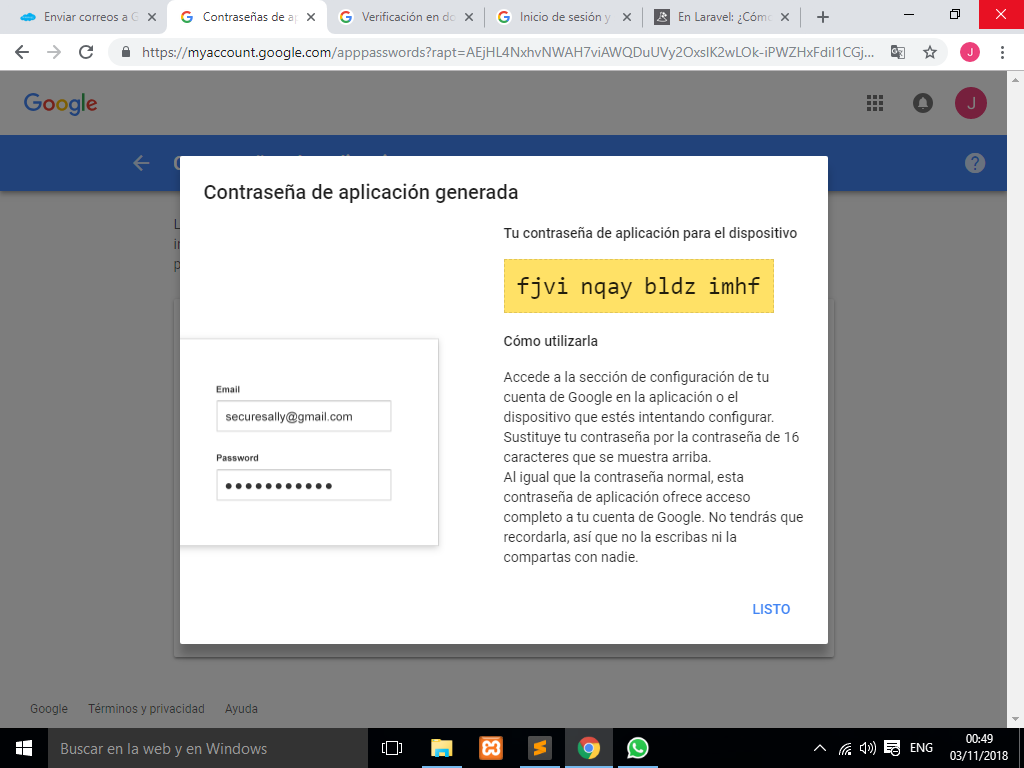 Enviar correos a G
Contraseñas de ap
Verificación en do
Inicio de sesión y
En Laravel: ¿Cómo
https://myaccount.google.com/apppasswords?rapt=AEjHL4NxhvNWAH7viAWQDuUVy2OxsIK2wLOk-iPWZHxFdiI1CGj...
J
Google
J
Contraseña de aplicación generada
Tu contraseña de aplicación para el dispositivo
fjvi nqay bldz imhf
Cómo utilizarla
Accede a la sección de configuración de tu
cuenta de Google en la aplicación o el
dispositivo que estés intentando configurar.
Sustituye tu contraseña por la contraseña de 16
caracteres que se muestra arriba.
Al igual que la contraseña normal, esta
contraseña de aplicación ofrece acceso
completo a tu cuenta de Google. No tendrás que
recordarla, así que no la escribas ni la
compartas con nadie.
Email
securesally@gmail.com
Password
LISTO
Google
Términos y privacidad
Ayuda
Buscar en la web y en Windows
ENG
00:49
03/11/2018